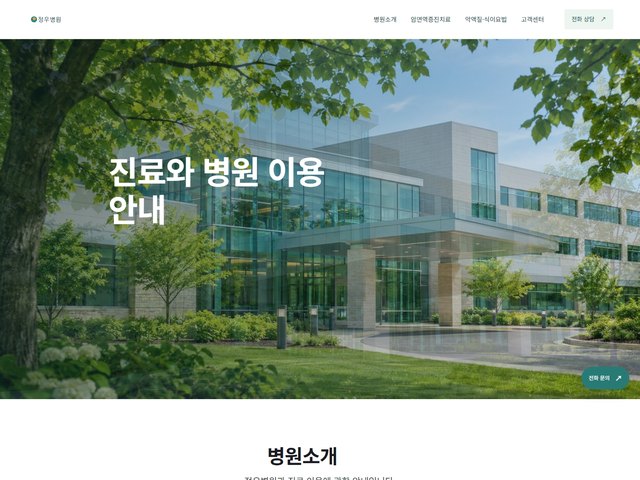 정우병원
병원소개
암면역증진치료
악액질·식이요법
고객센터
전화 상담 ↗
진료와 병원 이용
안내
전화 문의 ↗
병원소개